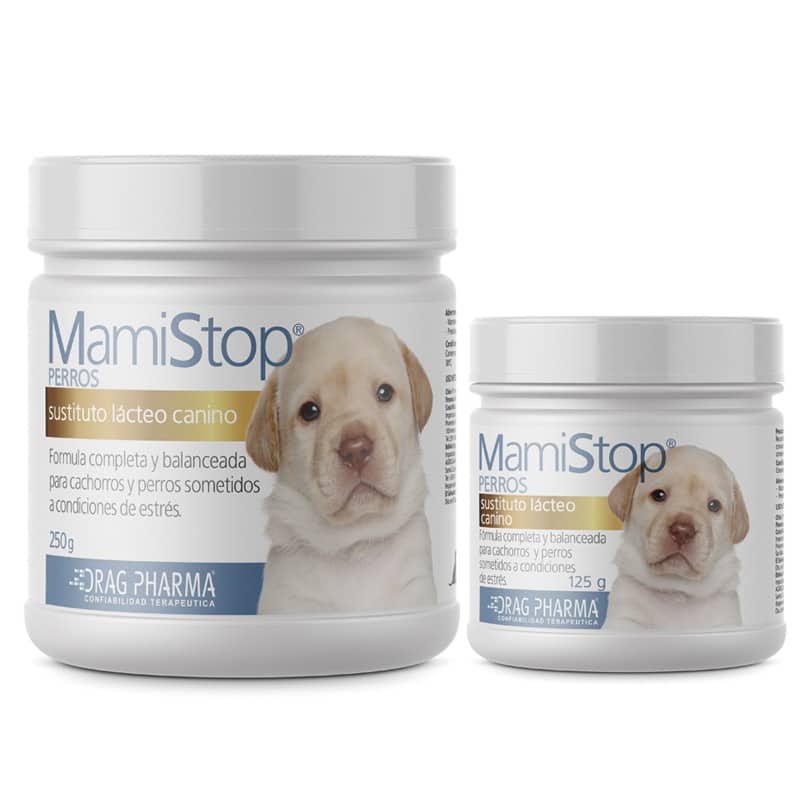 MamiStop®
PERROS
sustituto lácteo canino
Formula completa y balanceada
para cachorros y perros sometidos
a condiciones de estrés.
250g
DRAG PHARMA
CONFIABILIDAD TERAPEUTICA
MamiStop®
PERROS
sustituto lácteo
canino
Fórmula completa y balanceada
para cachorros y perros
sometidos a condiciones
de estrés.
125 g
DRAG PHARMA
CONFIABILIDAD TERAPEUTICA